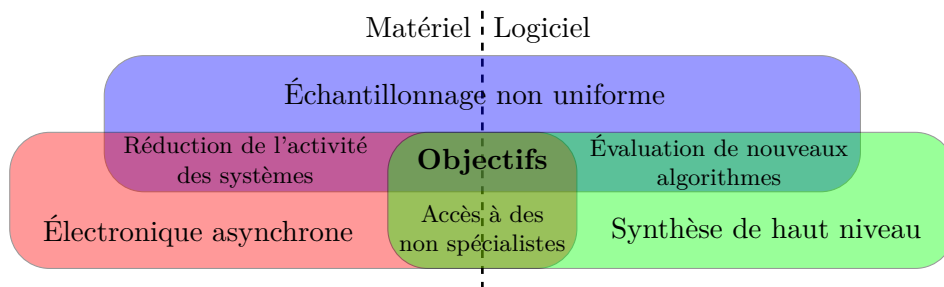 Matériel Logiciel
Échantillonnage non uniforme
Réduction de l'activité
des systèmes
Objectifs
Évaluation de nouveaux
algorithmes
Électronique asynchrone
Accès à des
non spécialistes
Synthèse de haut niveau